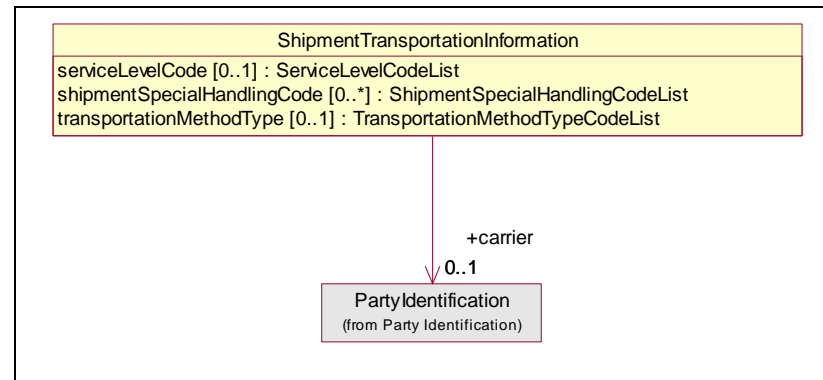 ShipmentTransportationInformation
serviceLevelCode [0..1] : ServiceLevelCodeList
shipmentSpecialHandlingCode [0..*] : ShipmentSpecialHandlingCodeList
transportationMethodType [0..1] : TransportationMethodTypeCodeList
+carrier
0..1
PartyIdentification
(from Party Identification)